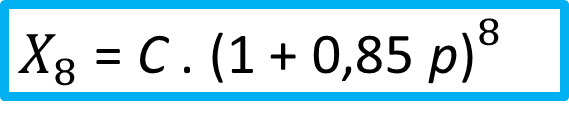 X₈ = C . (1 + 0,85 p)⁸